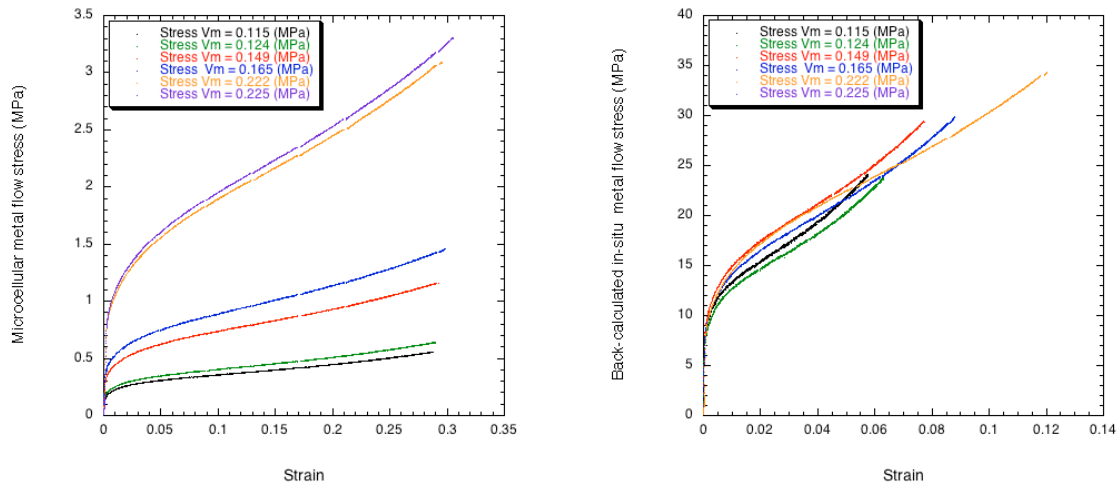 Microcellular metal flow stress (MPa)
3.5
3
2.5
2
1.5
1
0.5
0
Stress Vm = 0.115 (MPa)
Stress Vm = 0.124 (MPa)
Stress Vm = 0.149 (MPa)
Stress  Vm = 0.165 (MPa)
Stress Vm = 0.222 (MPa)
Stress Vm = 0.225 (MPa)
0 0.05 0.1 0.15 0.2 0.25 0.3 0.35
Strain
Back-calculated in-situ  metal flow stress (MPa)
40
35
30
25
20
15
10
5
0
Stress Vm = 0.115 (MPa)
Stress Vm = 0.124 (MPa)
Stress Vm = 0.149 (MPa)
Stress  Vm = 0.165 (MPa)
Stress Vm = 0.222 (MPa)
Stress Vm = 0.225 (MPa)
0 0.02 0.04 0.06 0.08 0.1 0.12 0.14
Strain